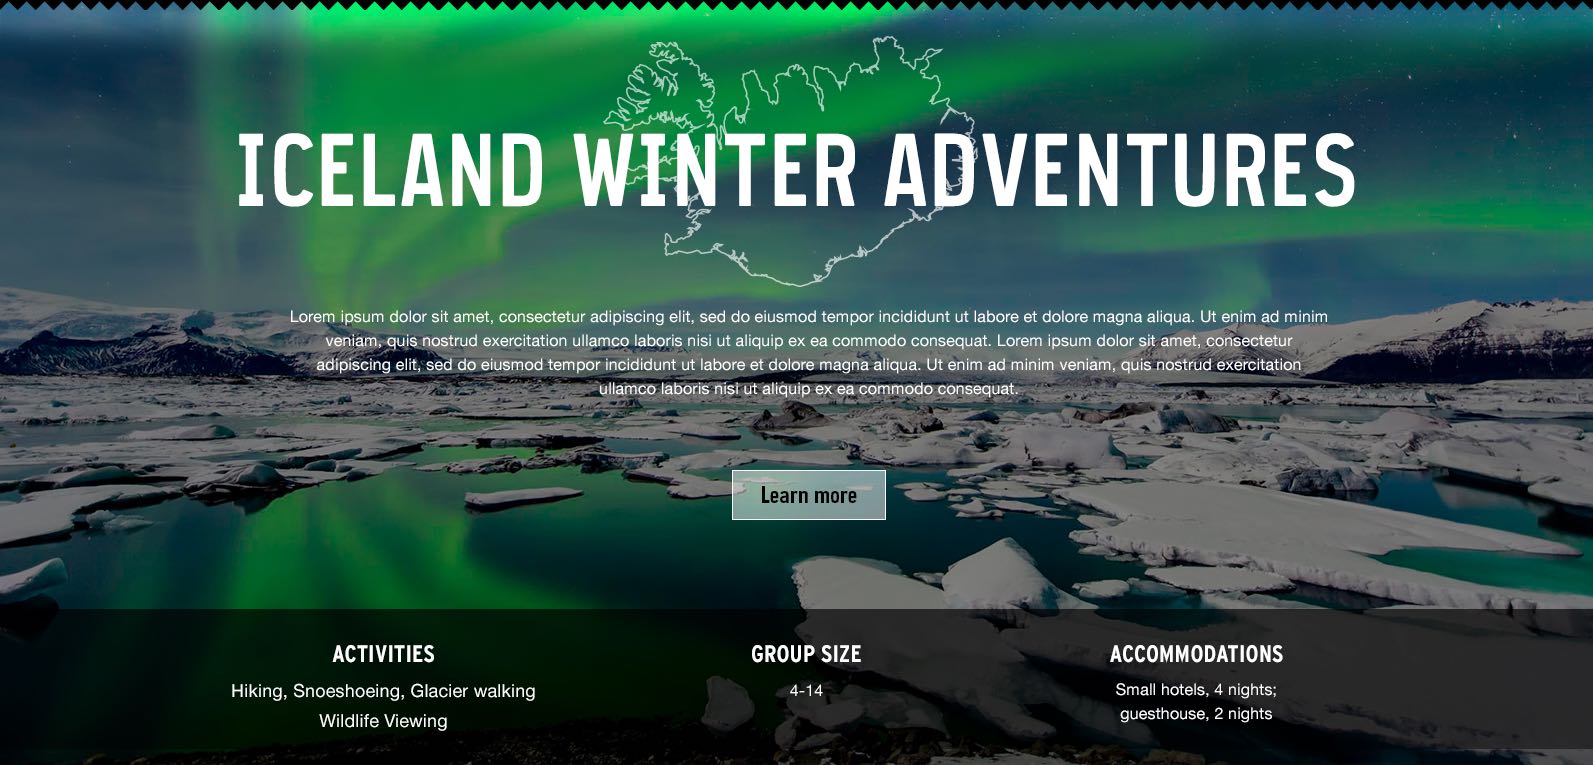 ICELAND WINTER ADVENTURES
Lorem ipsum dolor sit amet, consectetur adipiscing elit, sed do eiusmod tempor incididunt ut labore et dolore magna aliqua. Ut enim ad minim
veniam, quis nostrud exercitation ullamco laboris nisi ut aliquip ex ea commodo consequat. Lorem ipsum dolor sit amet, consectetur
adipiscing elit, sed do eiusmod tempor incididunt ut labore et dolore magna aliqua. Ut enim ad minim veniam, quis nostrud exercitation
ullamco laboris nisi ut aliquip ex ea commodo consequat.
Learn more
ACTIVITIES
Hiking, Snoeshoeing, Glacier walking
Wildlife Viewing
GROUP SIZE
4-14
ACCOMMODATIONS
Small hotels, 4 nights;
guesthouse, 2 nights